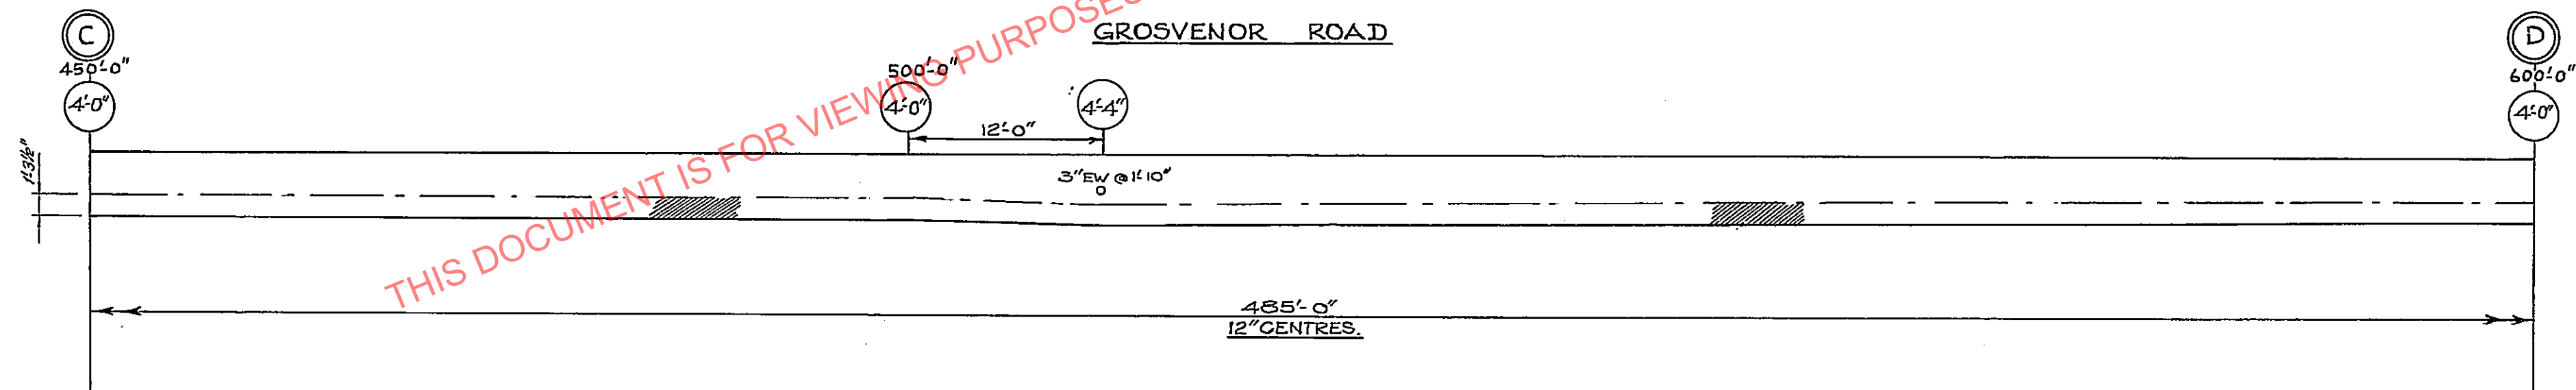 GROSVENOR ROAD
C
450'-0"
4'-0"
500'-0"
4'-0"
4'-4"
12'-0"
D
600'-0"
4'-0"
1'-3½"
3"EW @ 1'-10"
THIS DOCUMENT IS FOR VIEWING PURPOSES
485'-0"
12" CENTRES.